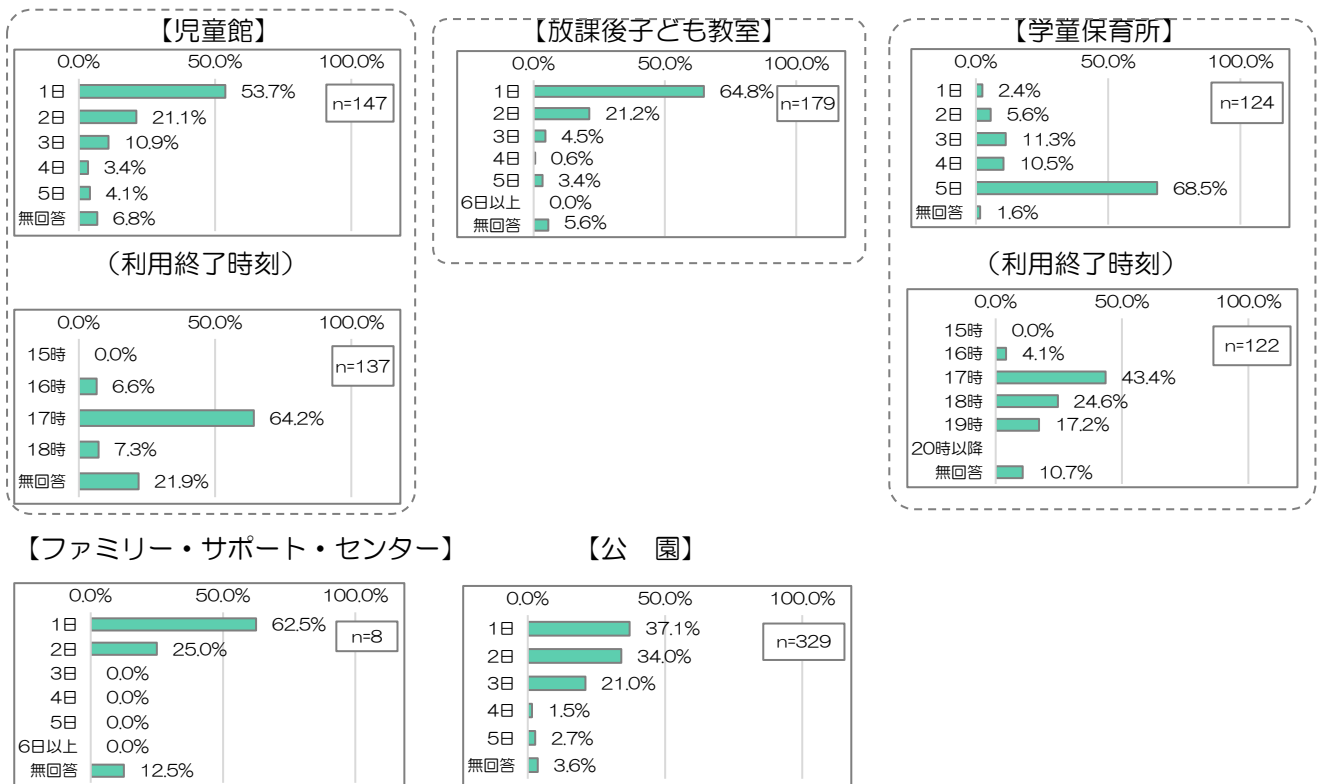 【児童館】
0.0% 50.0% 100.0%
n=147
1日 53.7%
2日 21.1%
3日 10.9%
4日 3.4%
5日 4.1%
無回答 6.8%
（利用終了時刻）
0.0% 50.0% 100.0%
n=137
15時 0.0%
16時 6.6%
17時 64.2%
18時 7.3%
無回答 21.9%
【放課後子ども教室】
0.0% 50.0% 100.0%
n=179
1日 64.8%
2日 21.2%
3日 4.5%
4日 0.6%
5日 3.4%
6日以上 0.0%
無回答 5.6%
【学童保育所】
0.0% 50.0% 100.0%
n=124
1日 2.4%
2日 5.6%
3日 11.3%
4日 10.5%
5日 68.5%
無回答 1.6%
（利用終了時刻）
0.0% 50.0% 100.0%
n=122
15時 0.0%
16時 4.1%
17時 43.4%
18時 24.6%
19時 17.2%
20時以降
無回答 10.7%
【ファミリー・サポート・センター】
0.0% 50.0% 100.0%
n=8
1日 62.5%
2日 25.0%
3日 0.0%
4日 0.0%
5日 0.0%
6日以上 0.0%
無回答 12.5%
【公　園】
0.0% 50.0% 100.0%
n=329
1日 37.1%
2日 34.0%
3日 21.0%
4日 1.5%
5日 2.7%
無回答 3.6%